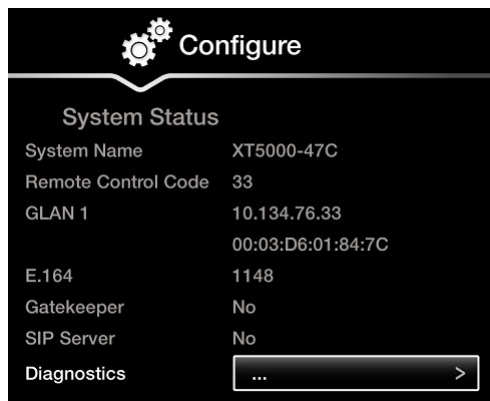 Configure
System Status
System Name XT5000-47C
Remote Control Code 33
GLAN 1 10.134.76.33
00:03:D6:01:84:7C
E.164 1148
Gatekeeper No
SIP Server No
Diagnostics ... >